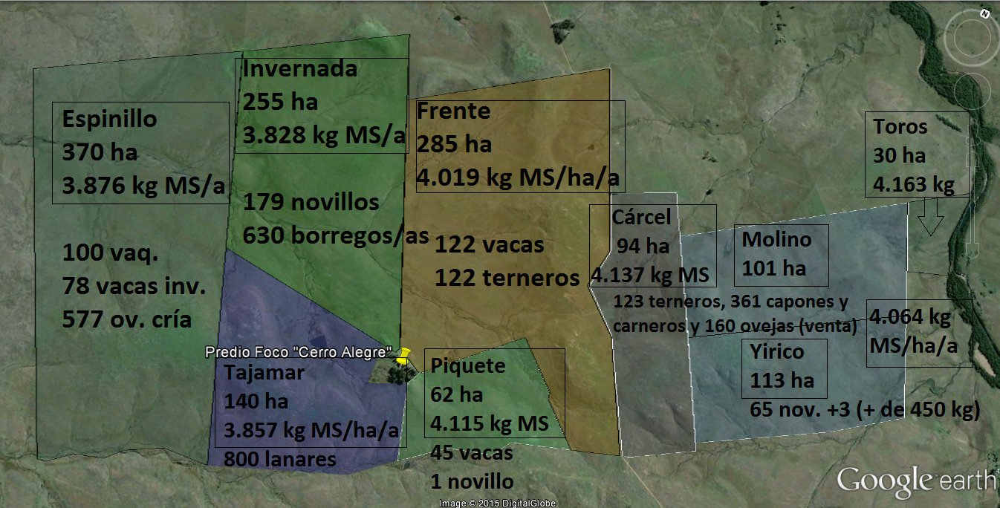 N
Espinillo
370 ha
3.876 kg MS/a
100 vaq.
78 vacas inv.
577 ov. cría
Invernada
255 ha
3.828 kg MS/a
179 novillos
630 borregos/as
Frente
285 ha
4.019 kg MS/ha/a
122 vacas
122 terneros
Toros
30 ha
4.163 kg
Cárcel
94 ha
4.137 kg MS
Molino
101 ha
123 terneros, 361 capones y
carneros y 160 ovejas (venta)
4.064 kg
MS/ha/a
Yirico
113 ha
65 nov. +3 (+ de 450 kg)
Predio Foco "Cerro Alegre"
Tajamar
140 ha
3.857 kg MS/ha/a
800 lanares
Piquete
62 ha
4.115 kg MS
45 vacas
1 novillo
Google earth
Image © 2015 DigitalGlobe